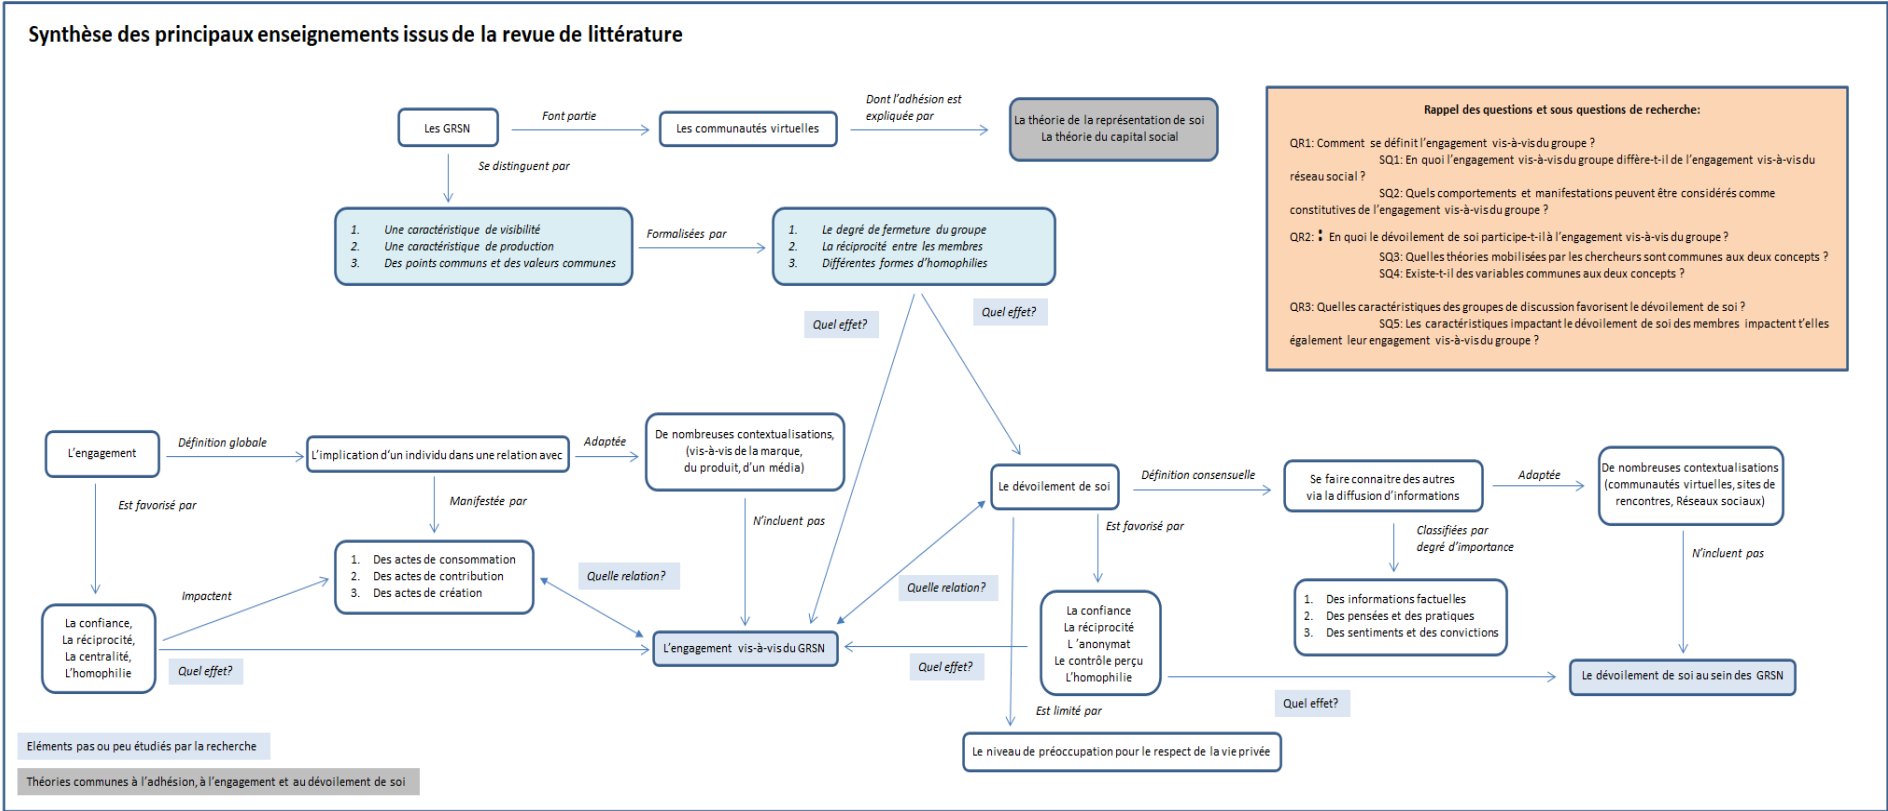 Synthèse des principaux enseignements issus de la revue de littérature
Les GRSN
Font partie
Les communautés virtuelles
Dont l'adhésion est
expliquée par
La théorie de la représentation de soi
La théorie du capital social
Se distinguent par
1. Une caractéristique de visibilité
2. Une caractéristique de production
3. Des points communs et des valeurs communes
Formalisées par
1. Le degré de fermeture du groupe
2. La réciprocité entre les membres
3. Différentes formes d'homophilies
Quel effet?
Quel effet?
Rappel des questions et sous questions de recherche:
QR1: Comment se définit l'engagement vis-à-vis du groupe ?
SQ1: En quoi l'engagement vis-à-vis du groupe diffère-t-il de l'engagement vis-à-vis du
réseau social ?
SQ2: Quels comportements et manifestations peuvent être considérés comme
constitutives de l'engagement vis-à-vis du groupe ?
QR2: : En quoi le dévoilement de soi participe-t-il à l'engagement vis-à-vis du groupe ?
SQ3: Quelles théories mobilisées par les chercheurs sont communes aux deux concepts ?
SQ4: Existe-t-il des variables communes aux deux concepts ?
QR3: Quelles caractéristiques des groupes de discussion favorisent le dévoilement de soi ?
SQ5: Les caractéristiques impactant le dévoilement de soi des membres impactent t'elles
également leur engagement vis-à-vis du groupe ?
L'engagement
Définition globale
L'implication d'un individu dans une relation avec
Adaptée
De nombreuses contextualisations,
(vis-à-vis de la marque,
du produit, d'un média)
Est favorisé par
Manifestée par
N'incluent pas
1. Des actes de consommation
2. Des actes de contribution
3. Des actes de création
Quelle relation?
Impactent
La confiance,
La réciprocité,
La centralité,
L'homophilie
Quel effet?
L'engagement vis-à-vis du GRSN
Le dévoilement de soi
Définition consensuelle
Se faire connaitre des autres
via la diffusion d'informations
Adaptée
De nombreuses contextualisations
(communautés virtuelles, sites de
rencontres, Réseaux sociaux)
Est favorisé par
Classifiées par
degré d'importance
N'incluent pas
Quelle relation?
La confiance
La réciprocité
L 'anonymat
Le contrôle perçu
L'homophilie
1. Des informations factuelles
2. Des pensées et des pratiques
3. Des sentiments et des convictions
Quel effet?
Le dévoilement de soi au sein des GRSN
Quel effet?
Est limité par
Le niveau de préoccupation pour le respect de la vie privée
Eléments pas ou peu étudiés par la recherche
Théories communes à l'adhésion, à l'engagement et au dévoilement de soi